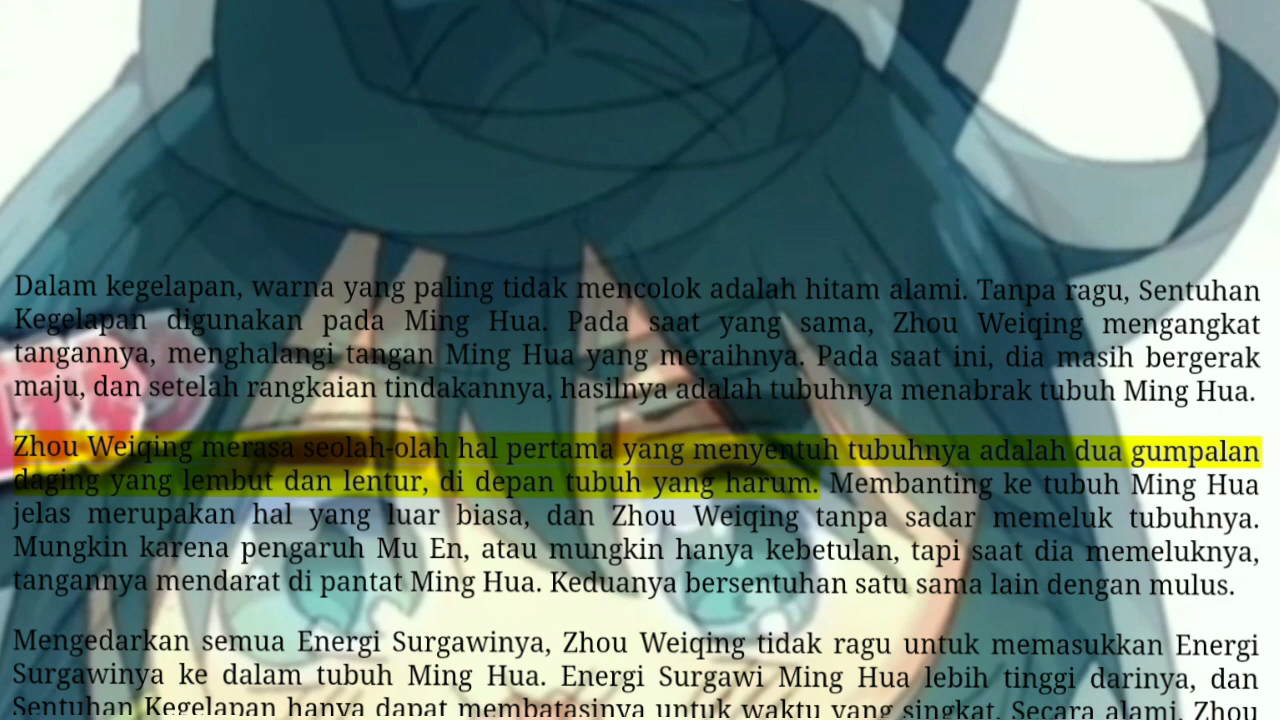 Dalam kegelapan, warna yang paling tidak mencolok adalah hitam alami. Tanpa ragu, Sentuhan
Kegelapan digunakan pada Ming Hua. Pada saat yang sama, Zhou Weiqing mengangkat
tangannya, menghalangi tangan Ming Hua yang meraihnya. Pada saat ini, dia masih bergerak
maju, dan setelah rangkaian tindakannya, hasilnya adalah tubuhnya menabrak tubuh Ming Hua.
Zhou Weiqing merasa seolah-olah hal pertama yang menyentuh tubuhnya adalah dua gumpalan
daging yang lembut dan lentur, di depan tubuh yang harum. Membanting ke tubuh Ming Hua
jelas merupakan hal yang luar biasa, dan Zhou Weiqing tanpa sadar memeluk tubuhnya.
Mungkin karena pengaruh Mu En, atau mungkin hanya kebetulan, tapi saat dia memeluknya,
tangannya mendarat di pantat Ming Hua. Keduanya bersentuhan satu sama lain dengan mulus.
Mengedarkan semua Energi Surgawinya, Zhou Weiqing tidak ragu untuk memasukkan Energi
Surgawinya ke dalam tubuh Ming Hua. Energi Surgawi Ming Hua lebih tinggi darinya, dan
Sentuhan Kegelapan hanya dapat membatasinya untuk waktu yang singkat. Secara alami, Zhou